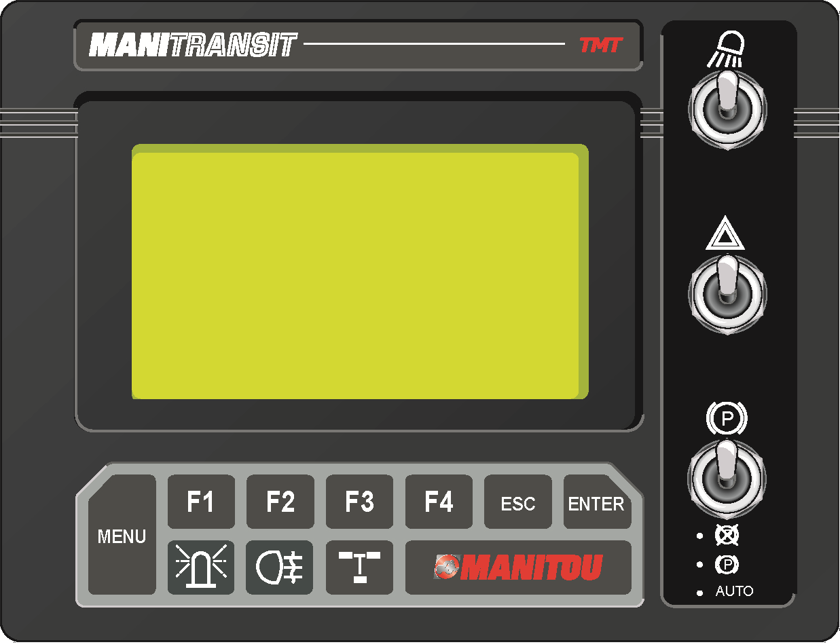 MANITRANSIT TMT
P
F1 F2 F3 F4 ESC ENTER
MENU
MANITOU
P
P
AUTO